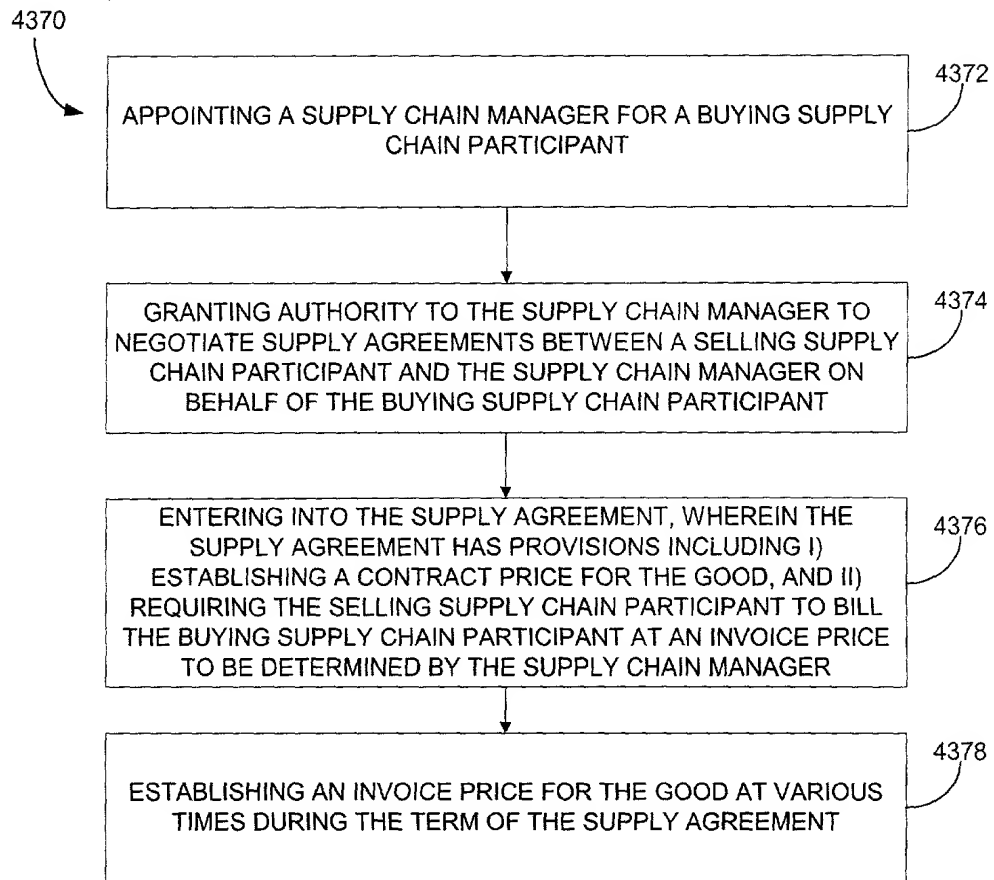 4370
4372
APPOINTING A SUPPLY CHAIN MANAGER FOR A BUYING SUPPLY
CHAIN PARTICIPANT
4374
GRANTING AUTHORITY TO THE SUPPLY CHAIN MANAGER TO
NEGOTIATE SUPPLY AGREEMENTS BETWEEN A SELLING SUPPLY
CHAIN PARTICIPANT AND THE SUPPLY CHAIN MANAGER ON
BEHALF OF THE BUYING SUPPLY CHAIN PARTICIPANT
4376
ENTERING INTO THE SUPPLY AGREEMENT, WHEREIN THE
SUPPLY AGREEMENT HAS PROVISIONS INCLUDING I)
ESTABLISHING A CONTRACT PRICE FOR THE GOOD, AND II)
REQUIRING THE SELLING SUPPLY CHAIN PARTICIPANT TO BILL
THE BUYING SUPPLY CHAIN PARTICIPANT AT AN INVOICE PRICE
TO BE DETERMINED BY THE SUPPLY CHAIN MANAGER
4378
ESTABLISHING AN INVOICE PRICE FOR THE GOOD AT VARIOUS
TIMES DURING THE TERM OF THE SUPPLY AGREEMENT